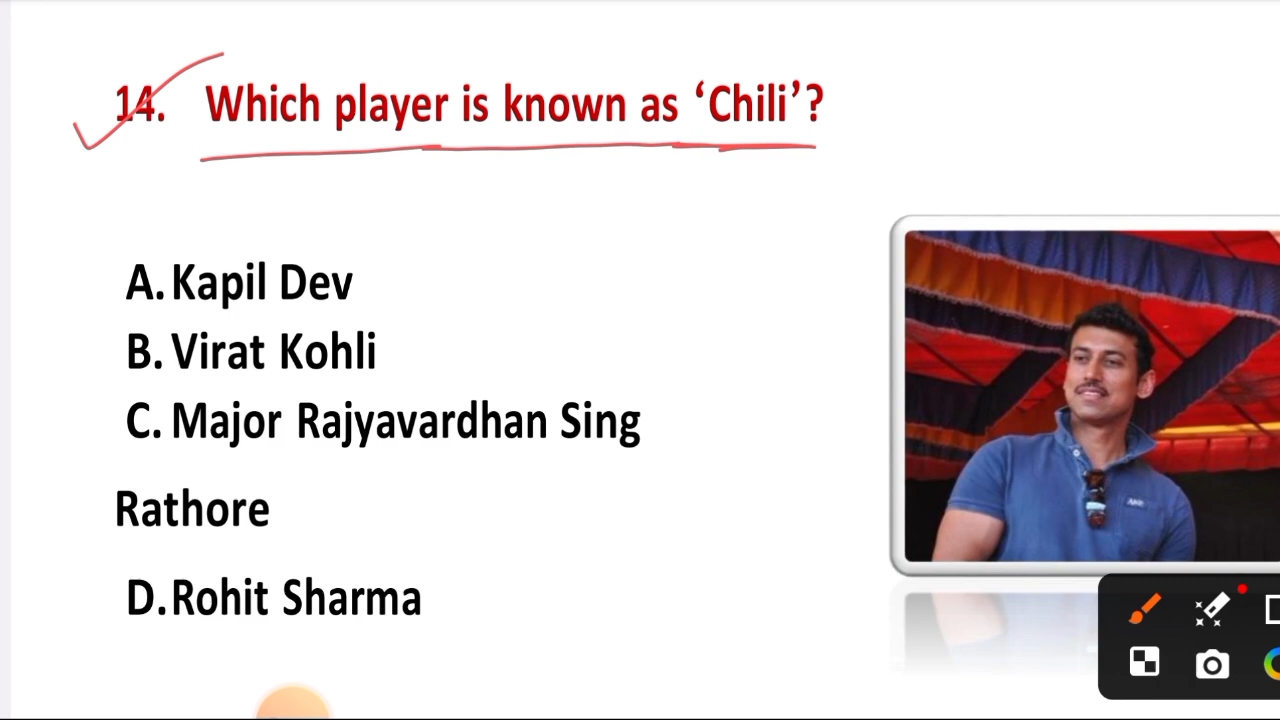 14. Which player is known as ‘Chili’?
A. Kapil Dev
B. Virat Kohli
C. Major Rajyavardhan Sing
Rathore
D. Rohit Sharma